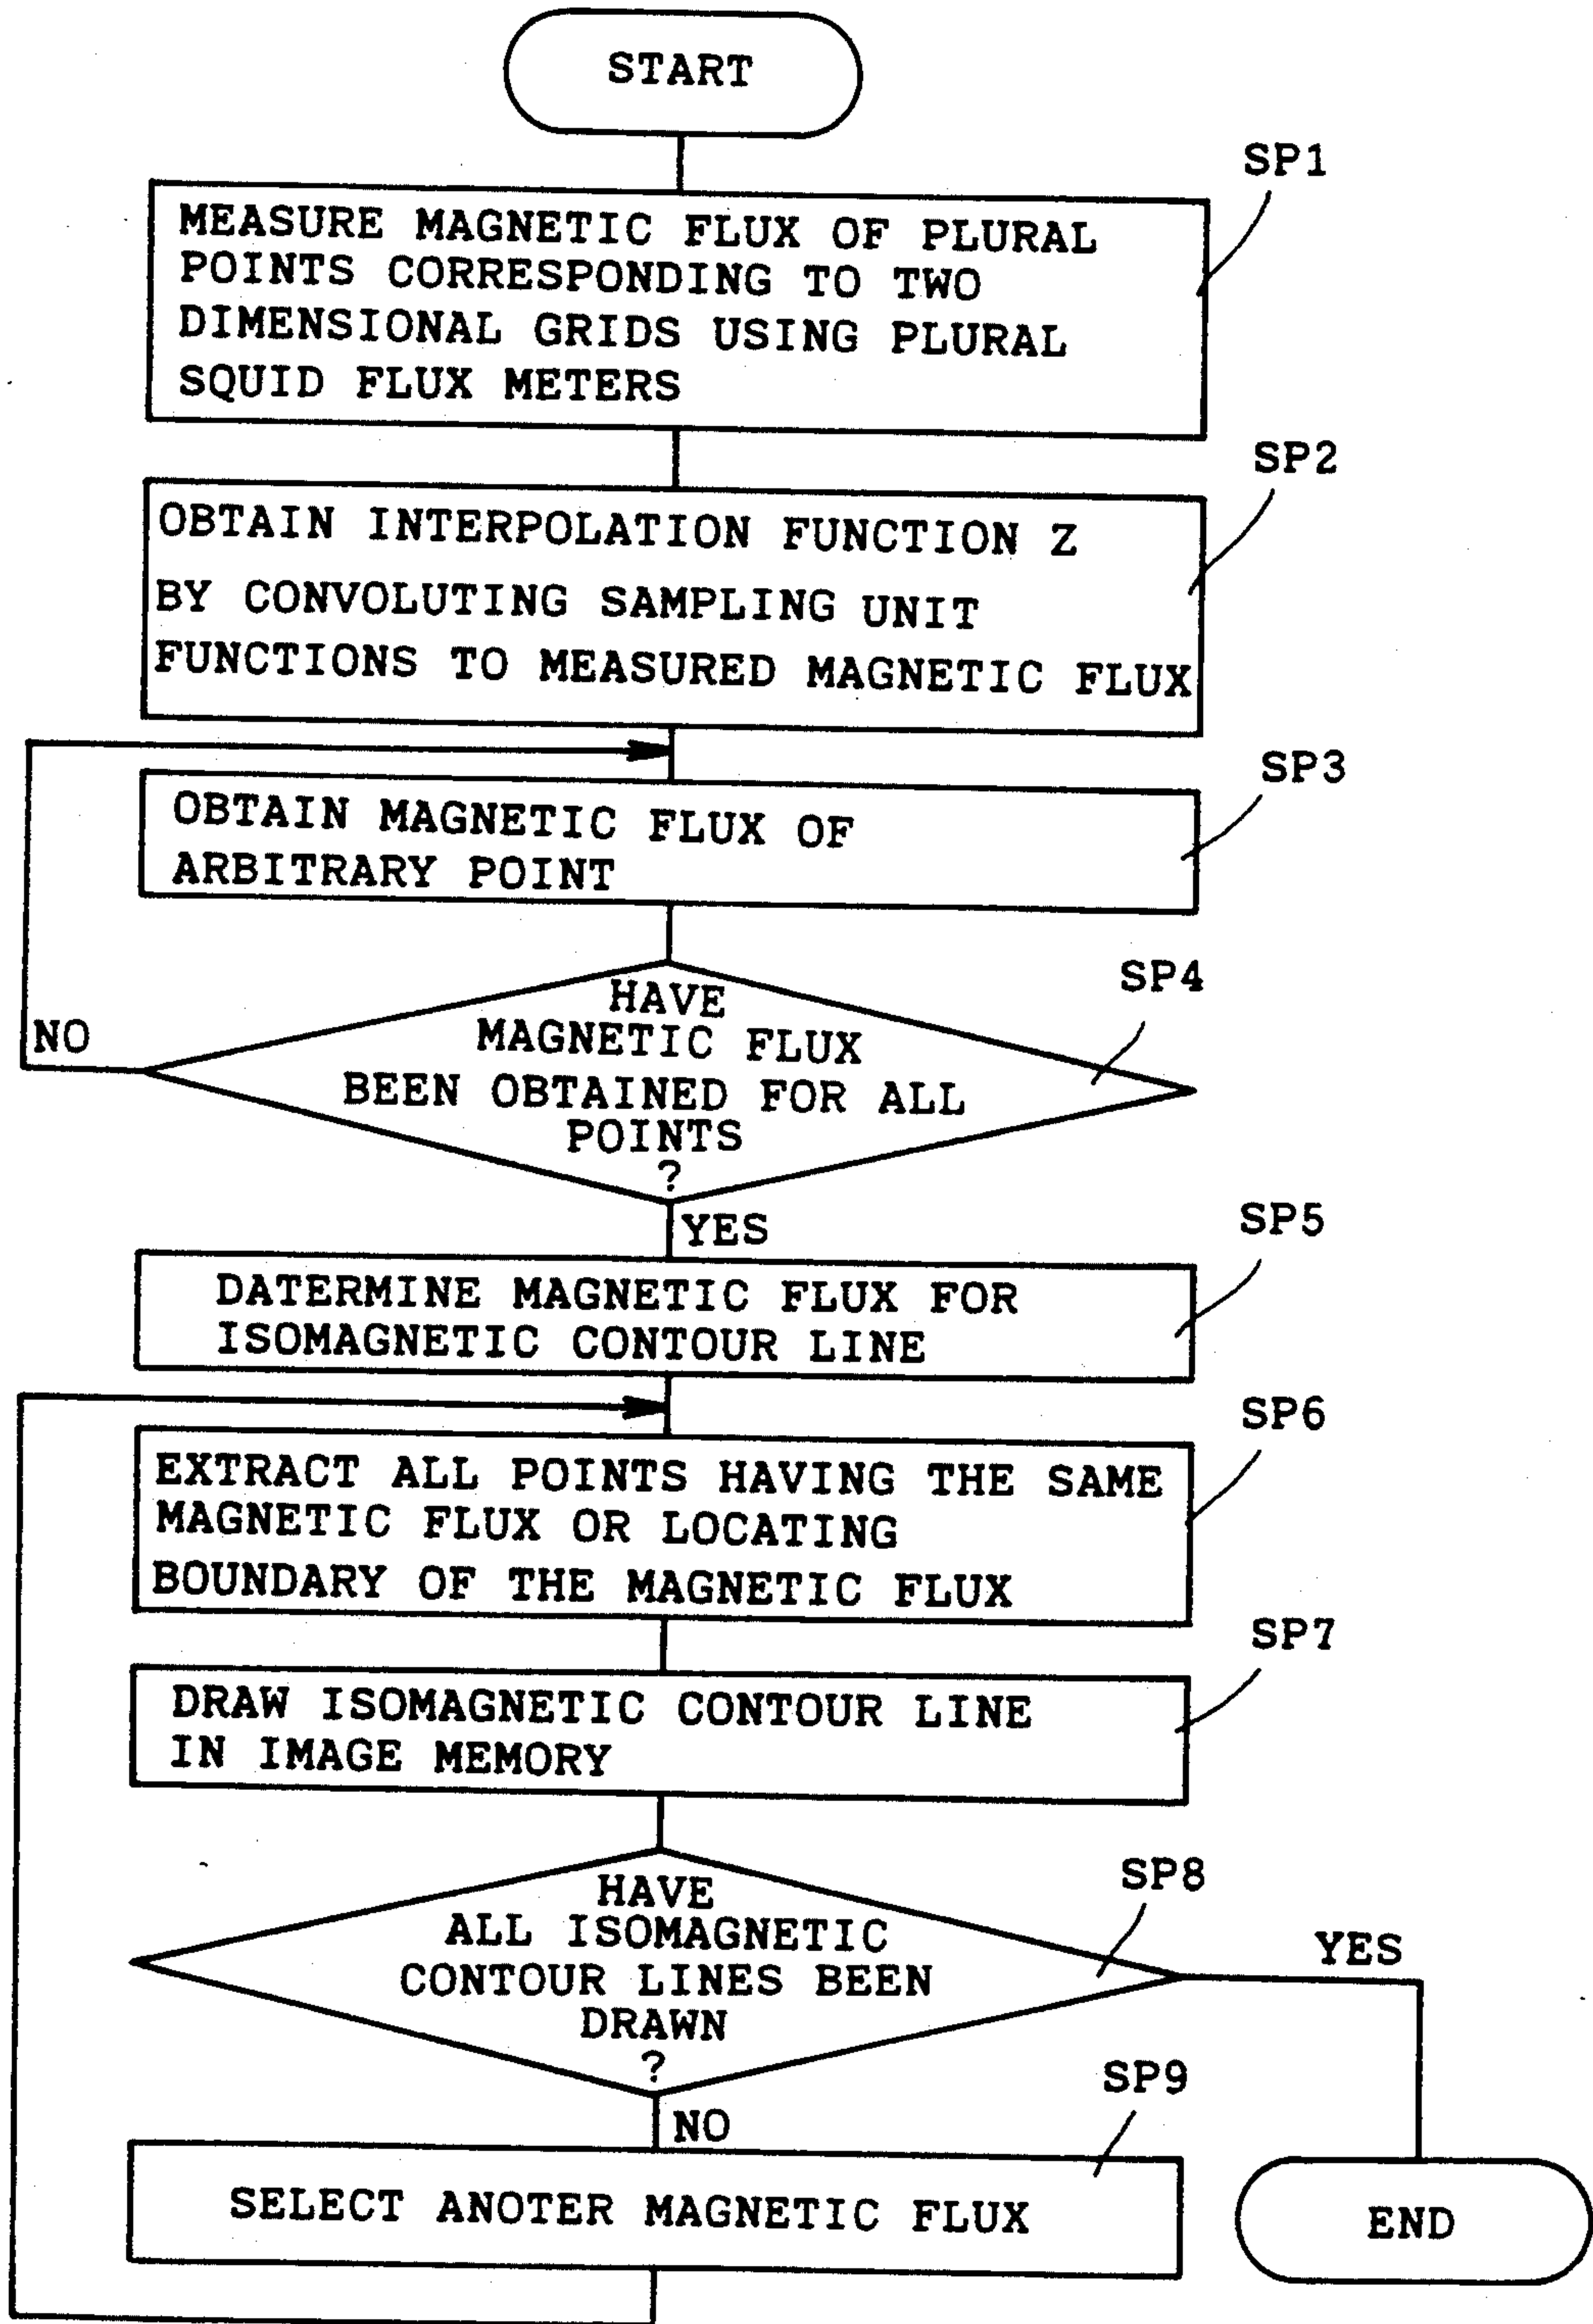 START
SP1
MEASURE MAGNETIC FLUX OF PLURAL
POINTS CORRESPONDING TO TWO
DIMENSIONAL GRIDS USING PLURAL
SQUID FLUX METERS
SP2
OBTAIN INTERPOLATION FUNCTION Z
BY CONVOLUTING SAMPLING UNIT
FUNCTIONS TO MEASURED MAGNETIC FLUX
SP3
OBTAIN MAGNETIC FLUX OF
ARBITRARY POINT
SP4
HAVE
MAGNETIC FLUX
BEEN OBTAINED FOR ALL
POINTS
?
NO
YES
SP5
DATERMINE MAGNETIC FLUX FOR
ISOMAGNETIC CONTOUR LINE
SP6
EXTRACT ALL POINTS HAVING THE SAME
MAGNETIC FLUX OR LOCATING
BOUNDARY OF THE MAGNETIC FLUX
SP7
DRAW ISOMAGNETIC CONTOUR LINE
IN IMAGE MEMORY
SP8
HAVE
ALL ISOMAGNETIC
CONTOUR LINES BEEN
DRAWN
?
YES
NO
SP9
SELECT ANOTER MAGNETIC FLUX
END